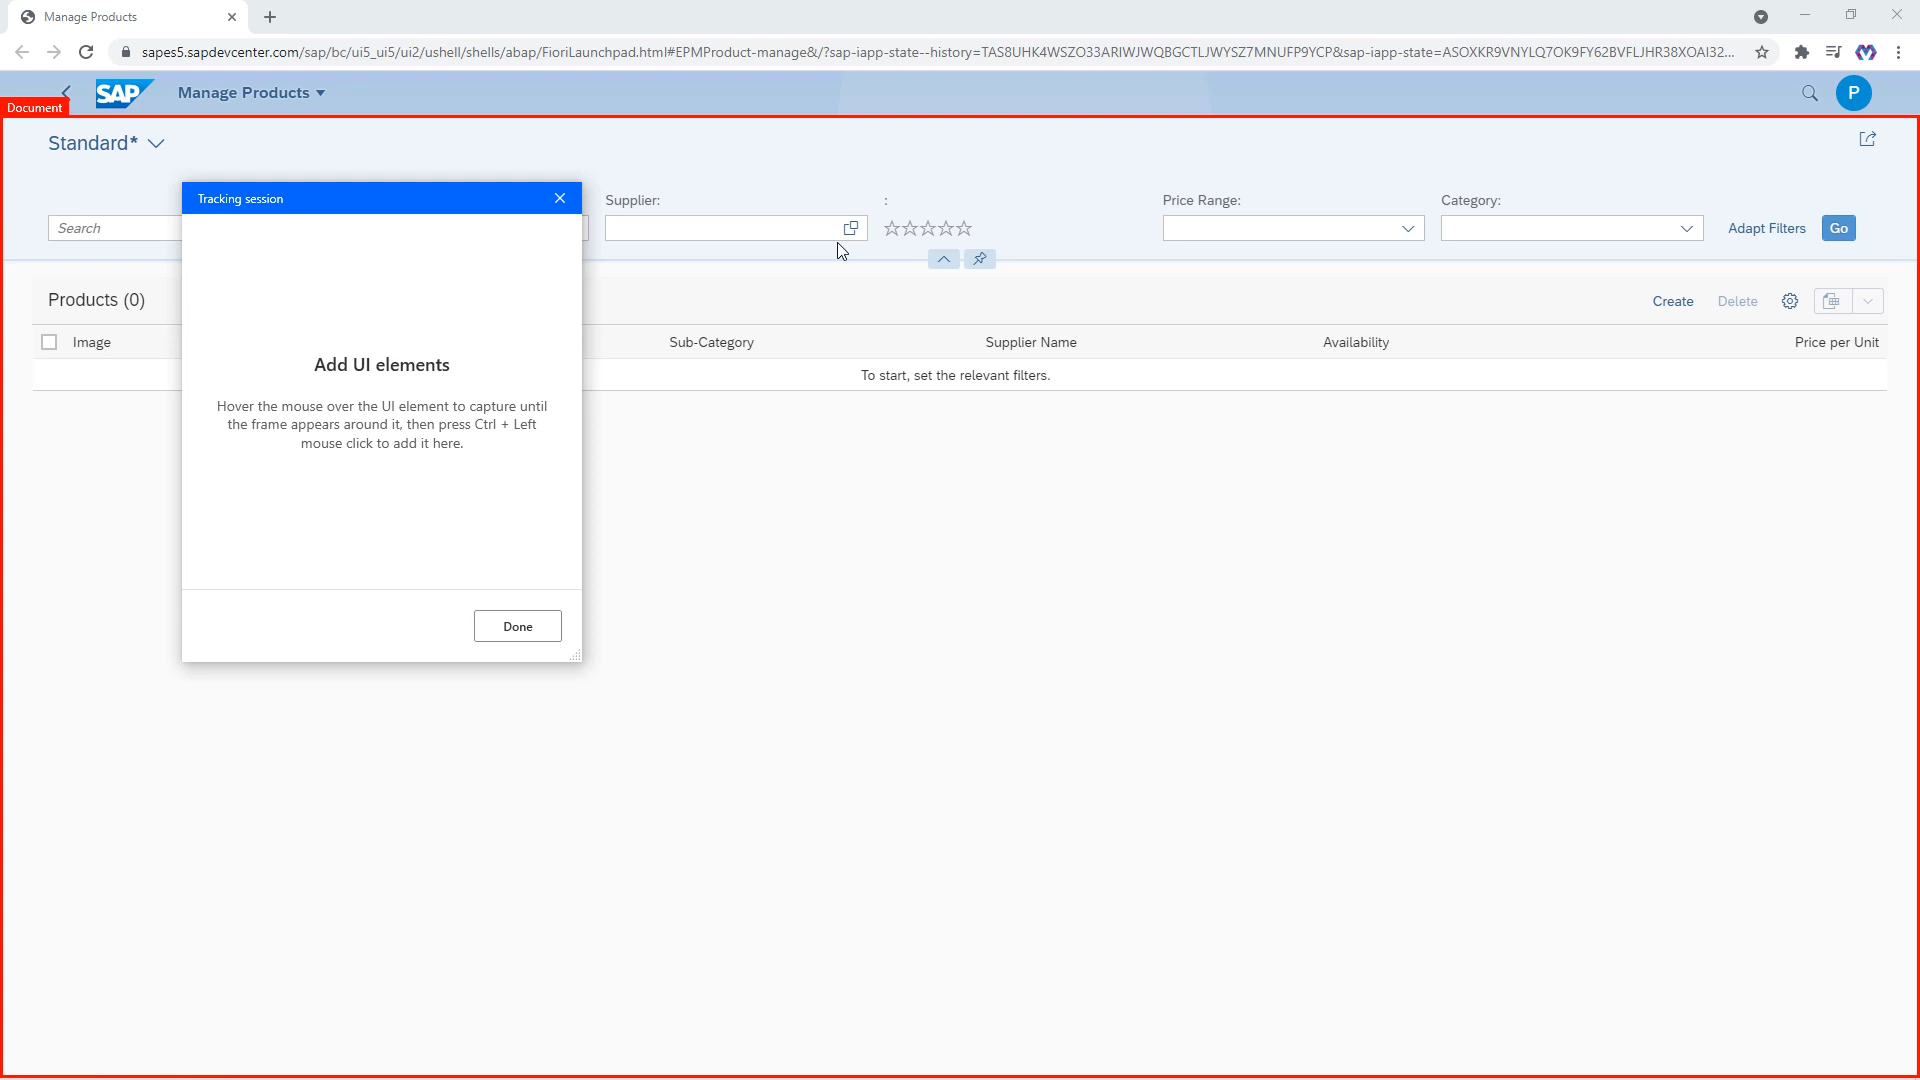 Manage Products
sapes5.sapdevcenter.com/sap/bc/ui5_ui5/ui2/ushell/shells/abap/FioriLaunchpad.html#EPMProduct-manage&/?sap-iapp-state--history=TAS8UHK4WSZO33ARIWJWQBGCTLJWYSZ7MNUFP9YCP&sap-iapp-state=ASOXKR9VNYLQ7OK9FY62BVFLJHR38XOAI32...
SAP
Manage Products
P
Document
Standard*
Tracking session
Supplier:
:
Price Range:
Category:
Search
Adapt Filters
Go
Products (0)
Create
Delete
Image
Sub-Category
Supplier Name
Availability
Price per Unit
To start, set the relevant filters.
Add UI elements
Hover the mouse over the UI element to capture until
the frame appears around it, then press Ctrl + Left
mouse click to add it here.
Done